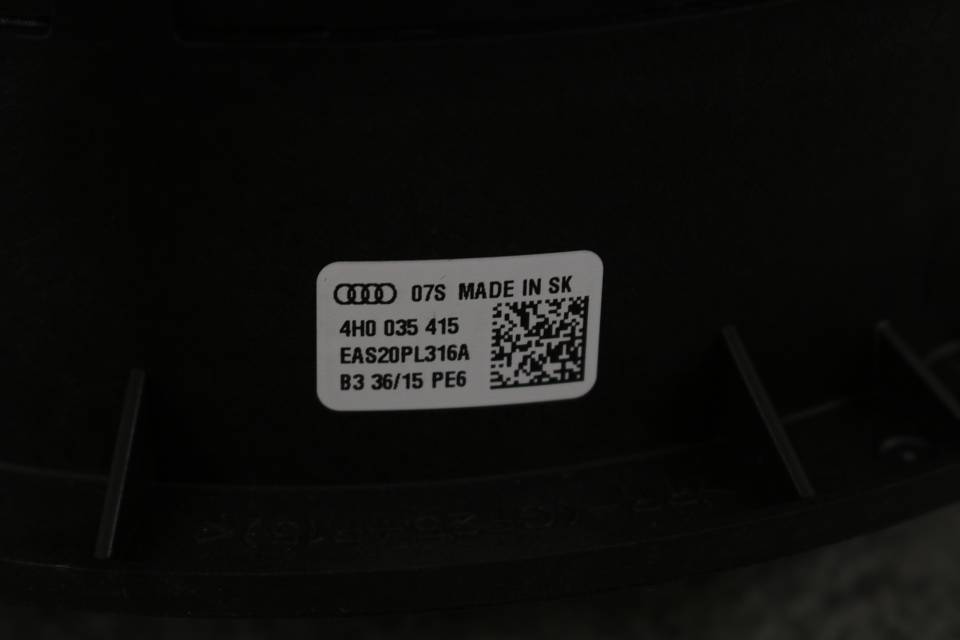 07S MADE IN SK
4H0 035 415
EAS20PL316A
B3 36/15 PE6